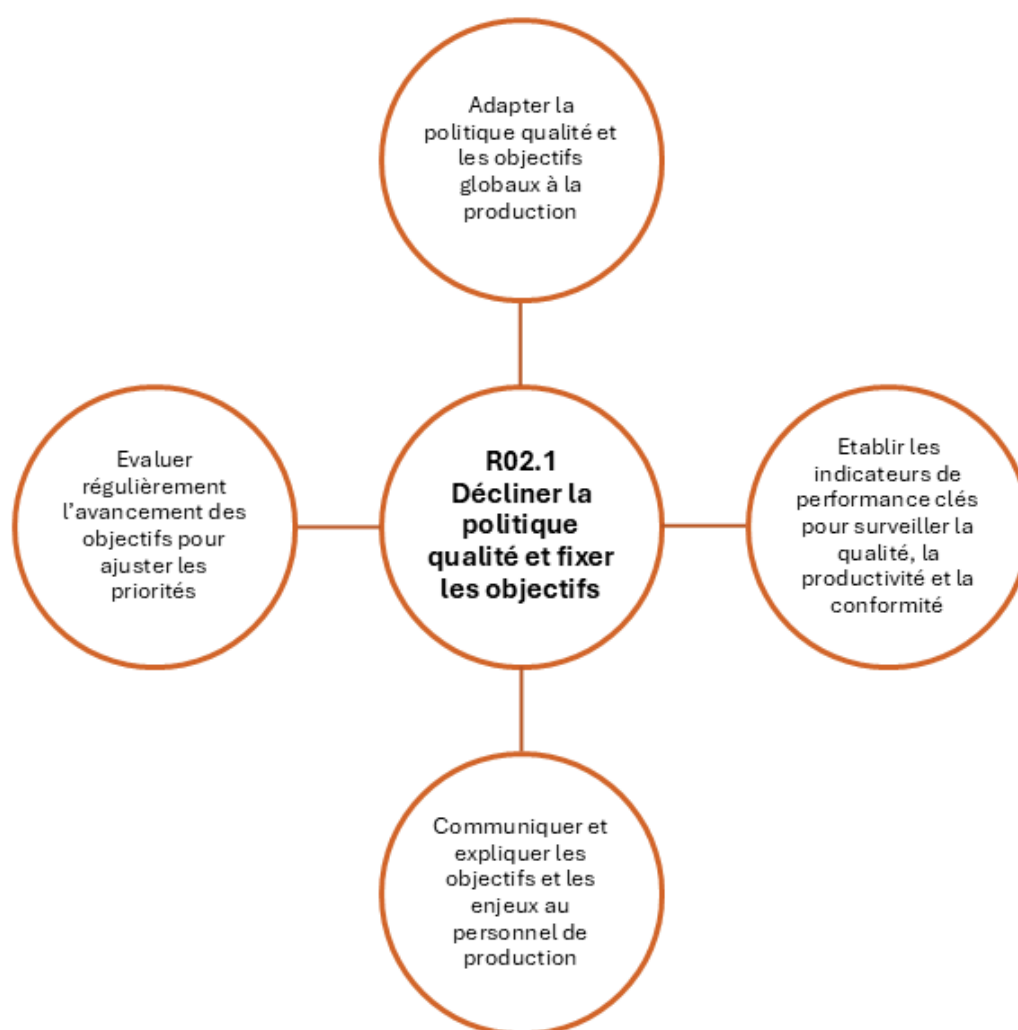 Adapter la
politique qualité et
les objectifs
globaux à la
production
Evaluer
régulièrement
l'avancement des
objectifs pour
ajuster les
priorités
R02.1
Décliner la
politique
qualité et fixer
les objectifs
Etablir les
indicateurs de
performance clés
pour surveiller la
qualité, la
productivité et la
conformité
Communiquer et
expliquer les
objectifs et les
enjeux au
personnel de
production